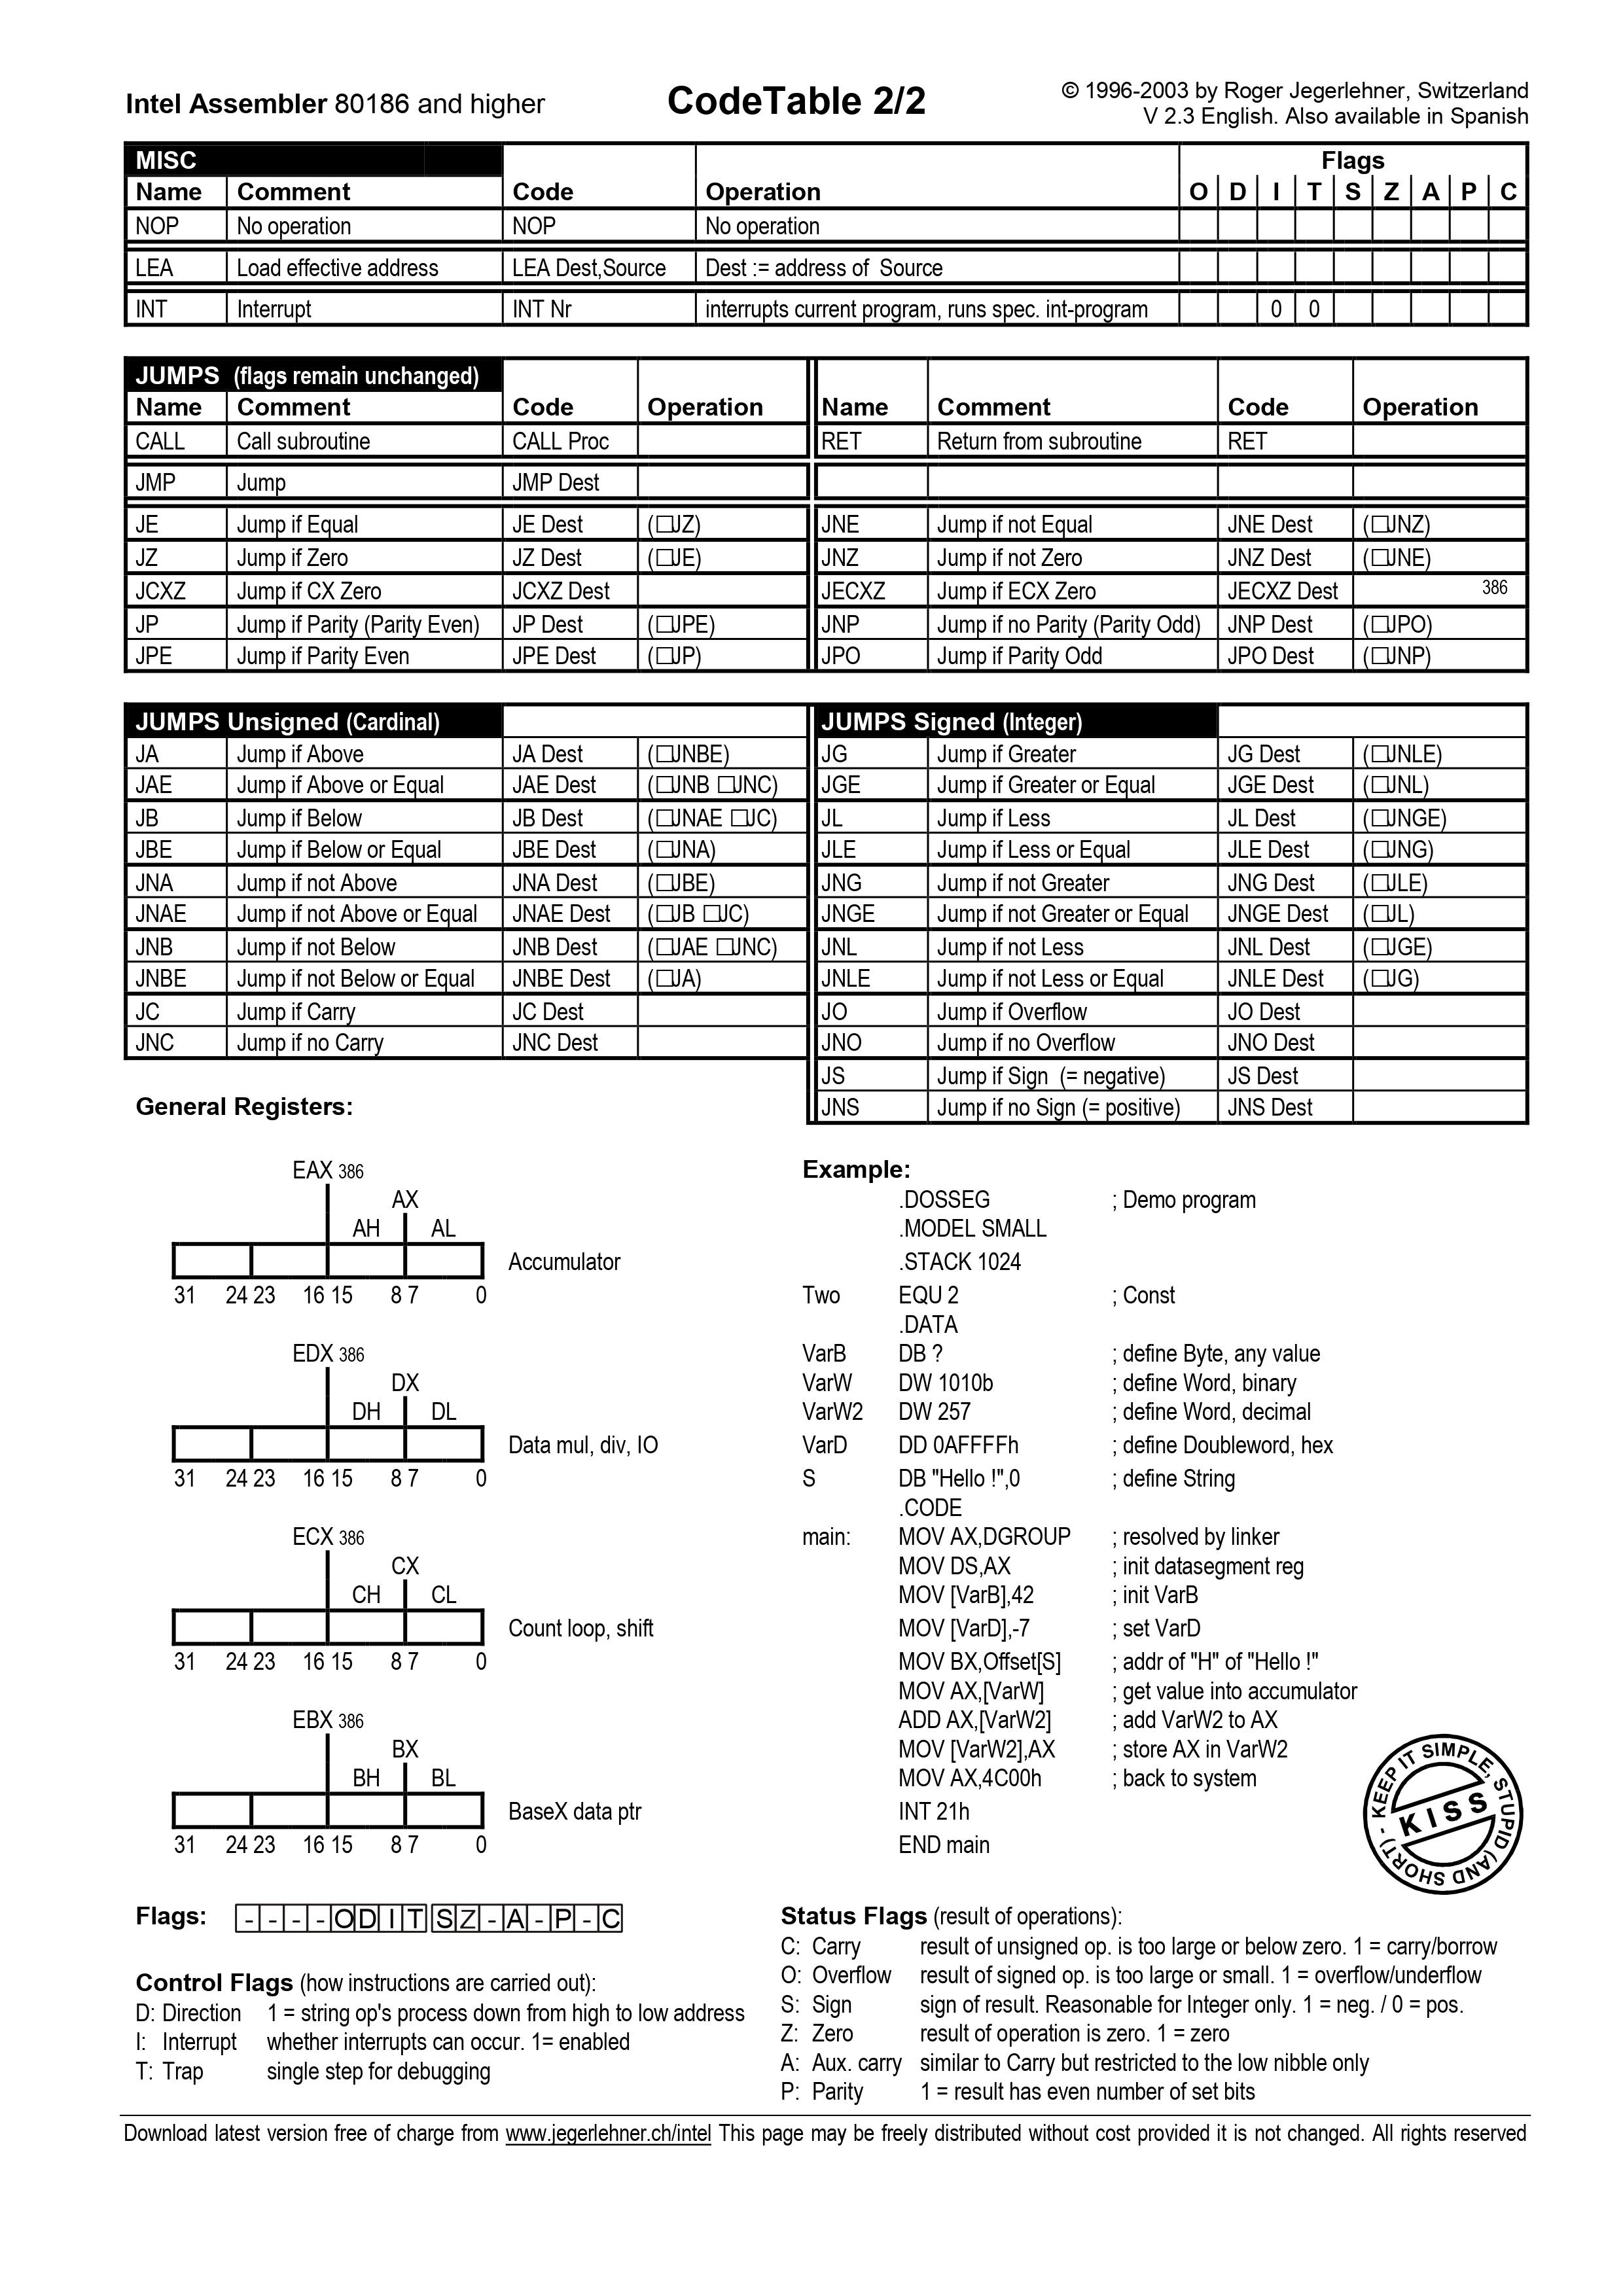 Intel Assembler 80186 and higher CodeTable 2/2 © 1996-2003 by Roger Jegerlehner, Switzerland
V 2.3 English. Also available in Spanish
MISC Flags
Name Comment Code Operation O D I T S Z A P C
NOP No operation NOP No operation
LEA Load effective address LEA Dest,Source Dest := address of Source
INT Interrupt INT Nr interrupts current program, runs spec. int-program 0 0
JUMPS (flags remain unchanged)
Name Comment Code Operation Name Comment Code Operation
CALL Call subroutine CALL Proc RET Return from subroutine RET
JMP Jump JMP Dest
JE Jump if Equal JE Dest (□JZ) JNE Jump if not Equal JNE Dest (□JNZ)
JZ Jump if Zero JZ Dest (□JE) JNZ Jump if not Zero JNZ Dest (□JNE)
JCXZ Jump if CX Zero JCXZ Dest JECXZ Jump if ECX Zero JECXZ Dest 386
JP Jump if Parity (Parity Even) JP Dest (□JPE) JNP Jump if no Parity (Parity Odd) JNP Dest (□JPO)
JPE Jump if Parity Even JPE Dest (□JP) JPO Jump if Parity Odd JPO Dest (□JNP)
JUMPS Unsigned (Cardinal) JUMPS Signed (Integer)
JA Jump if Above JA Dest (□JNBE) JG Jump if Greater JG Dest (□JNLE)
JAE Jump if Above or Equal JAE Dest (□JNB □JNC) JGE Jump if Greater or Equal JGE Dest (□JNL)
JB Jump if Below JB Dest (□JNAE □JC) JL Jump if Less JL Dest (□JNGE)
JBE Jump if Below or Equal JBE Dest (□JNA) JLE Jump if Less or Equal JLE Dest (□JNG)
JNA Jump if not Above JNA Dest (□JBE) JNG Jump if not Greater JNG Dest (□JLE)
JNAE Jump if not Above or Equal JNAE Dest (□JB □JC) JNGE Jump if not Greater or Equal JNGE Dest (□JL)
JNB Jump if not Below JNB Dest (□JAE □JNC) JNL Jump if not Less JNL Dest (□JGE)
JNBE Jump if not Below or Equal JNBE Dest (□JA) JNLE Jump if not Less or Equal JNLE Dest (□JG)
JC Jump if Carry JC Dest JO Jump if Overflow JO Dest
JNC Jump if no Carry JNC Dest JNO Jump if no Overflow JNO Dest
JS Jump if Sign (= negative) JS Dest
JNS Jump if no Sign (= positive) JNS Dest
General Registers:
EAX 386
AX
AH AL
Accumulator
31 24 23 16 15 8 7 0
EDX 386
DX
DH DL
Data mul, div, IO
31 24 23 16 15 8 7 0
ECX 386
CX
CH CL
Count loop, shift
31 24 23 16 15 8 7 0
EBX 386
BX
BH BL
BaseX data ptr
31 24 23 16 15 8 7 0
Example:
.DOSSEG ; Demo program
.MODEL SMALL
.STACK 1024
Two EQU 2 ; Const
.DATA
VarB DB ? ; define Byte, any value
VarW DW 1010b ; define Word, binary
VarW2 DW 257 ; define Word, decimal
VarD DD 0AFFFFh ; define Doubleword, hex
S DB "Hello !",0 ; define String
.CODE
main: MOV AX,DGROUP ; resolved by linker
MOV DS,AX ; init datasegment reg
MOV [VarB],42 ; init VarB
MOV [VarD],-7 ; set VarD
MOV BX,Offset[S] ; addr of "H" of "Hello !"
MOV AX,[VarW] ; get value into accumulator
ADD AX,[VarW2] ; add VarW2 to AX
MOV [VarW2],AX ; store AX in VarW2
MOV AX,4C00h ; back to system
INT 21h
END main
KEEP IT SIMPLE, STUPID (AND SHORT) -
KISS
Flags: - - - - O D I T S Z - A - P - C
Control Flags (how instructions are carried out):
D: Direction 1 = string op's process down from high to low address
I: Interrupt whether interrupts can occur. 1= enabled
T: Trap single step for debugging
Status Flags (result of operations):
C: Carry result of unsigned op. is too large or below zero. 1 = carry/borrow
O: Overflow result of signed op. is too large or small. 1 = overflow/underflow
S: Sign sign of result. Reasonable for Integer only. 1 = neg. / 0 = pos.
Z: Zero result of operation is zero. 1 = zero
A: Aux. carry similar to Carry but restricted to the low nibble only
P: Parity 1 = result has even number of set bits
Download latest version free of charge from www.jegerlehner.ch/intel This page may be freely distributed without cost provided it is not changed. All rights reserved